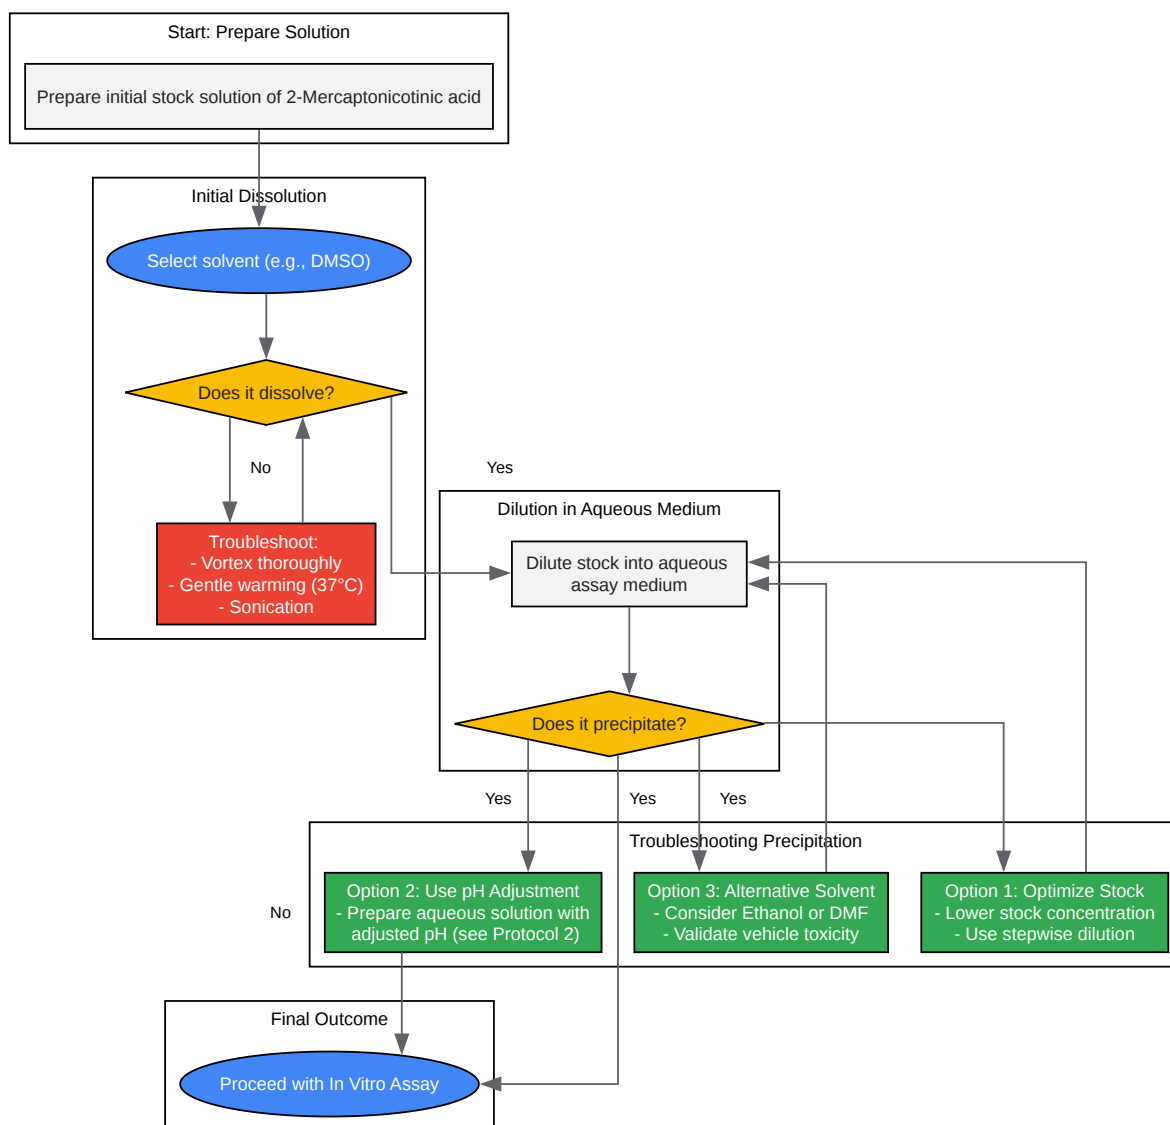 Start: Prepare Solution
Prepare initial stock solution of 2-Mercaptonicotinic acid
Initial Dissolution
Select solvent (e.g., DMSO)
Does it dissolve?
No
Yes
Troubleshoot:
- Vortex thoroughly
- Gentle warming (37°C)
- Sonication
Dilution in Aqueous Medium
Dilute stock into aqueous
assay medium
Does it precipitate?
Yes
Yes
Yes
Troubleshooting Precipitation
No
Option 2: Use pH Adjustment
- Prepare aqueous solution with
adjusted pH (see Protocol 2)
Option 3: Alternative Solvent
- Consider Ethanol or DMF
- Validate vehicle toxicity
Option 1: Optimize Stock
- Lower stock concentration
- Use stepwise dilution
Final Outcome
Proceed with In Vitro Assay